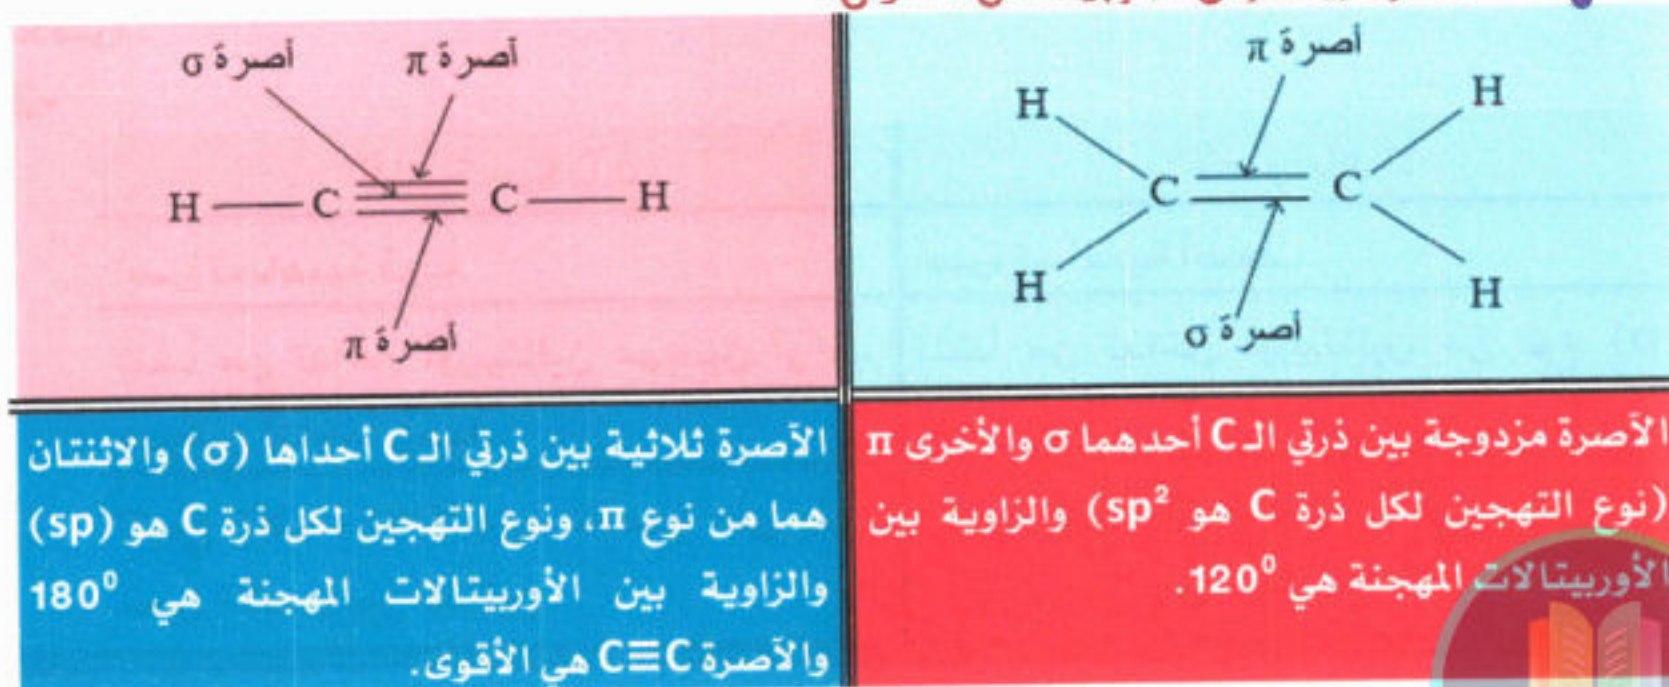 أصرة π
H H
C C
H H
أصرة σ
أصرة σ أصرة π
H C C H
أصرة π
الآصرة مزدوجة بين ذرتي الـ C أحدهما σ والأخرى π
(نوع التهجين لكل ذرة C هو sp²) والزاوية بين
الأوربيتالات المهجنة هي 120⁰.
الآصرة ثلاثية بين ذرتي الـ C أحداها (σ) والاثنتان
هما من نوع π، ونوع التهجين لكل ذرة C هو (sp)
والزاوية بين الأوربيتالات المهجنة هي 180⁰
والآصرة C≡C هي الأقوى.